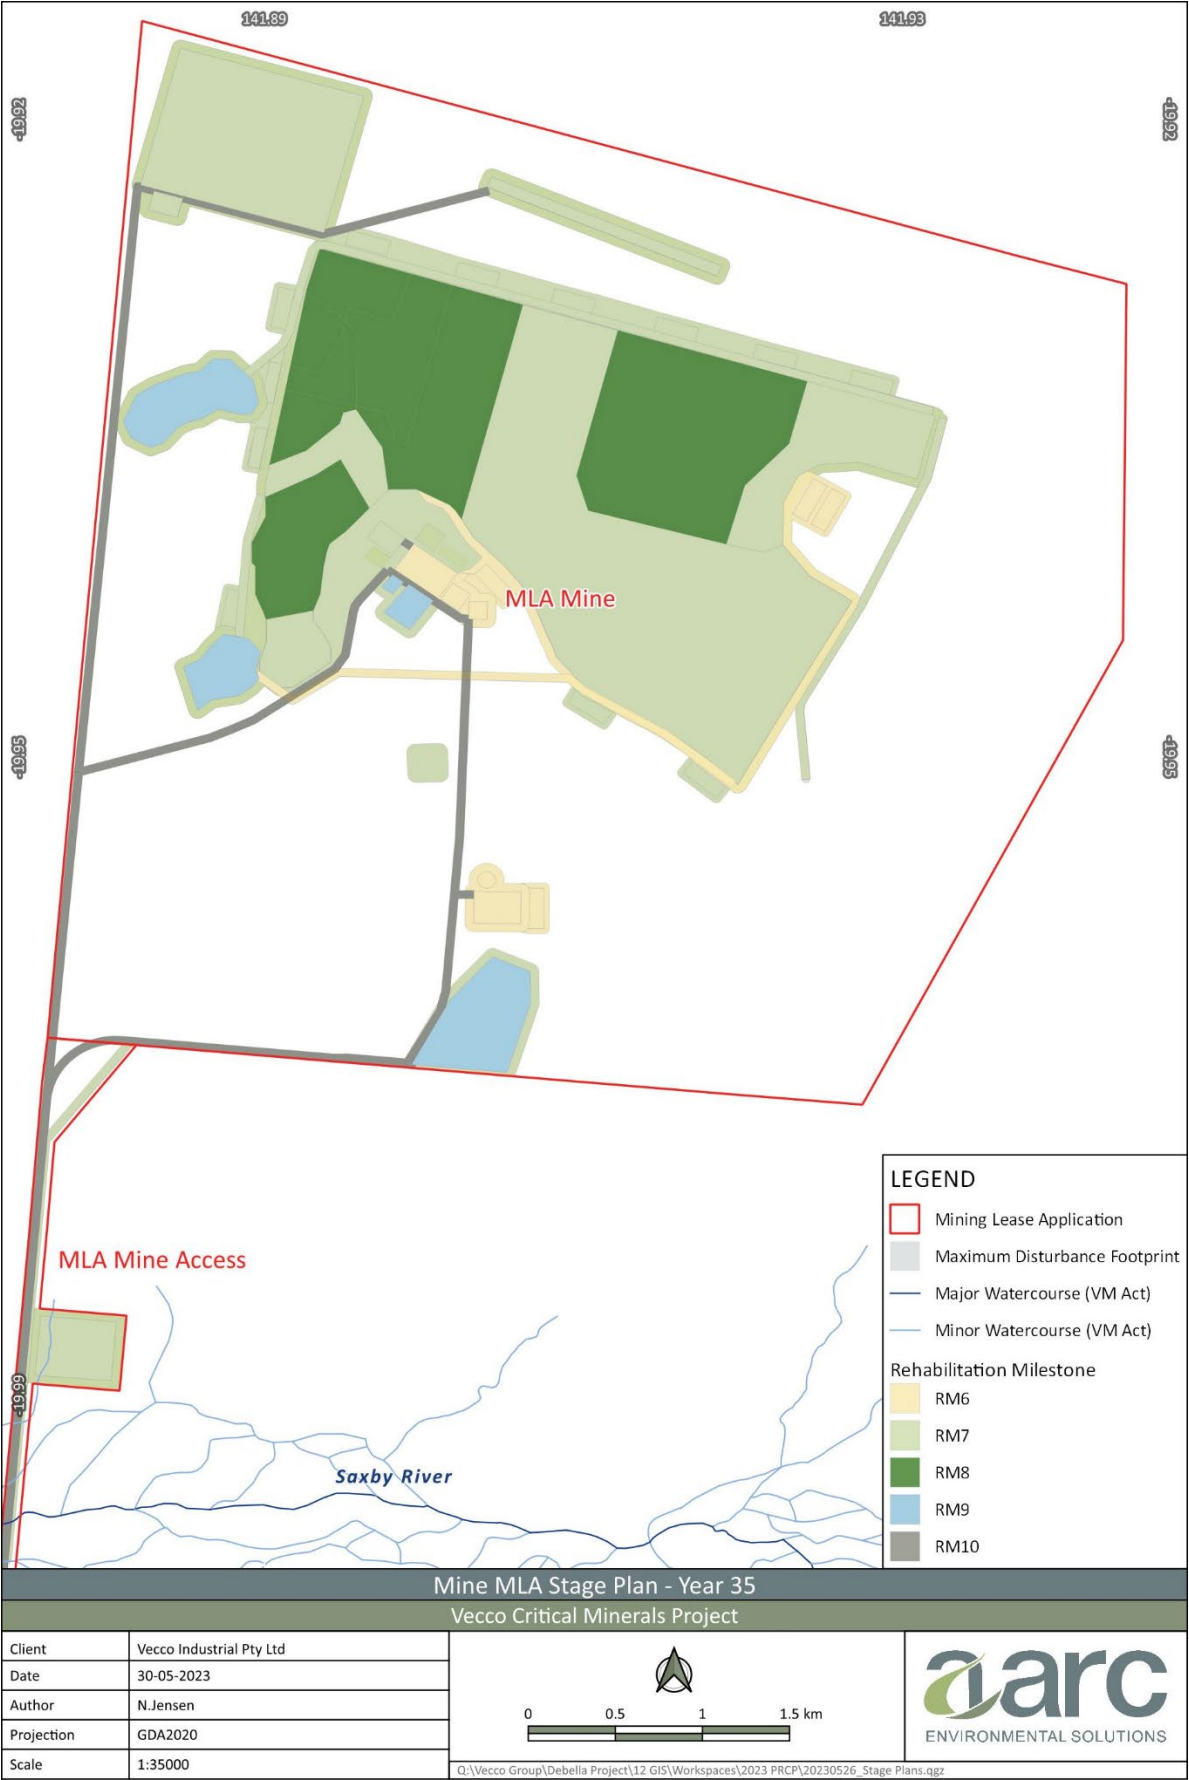 141.89
141.93
-19.92
-19.92
MLA Mine
-19.95
-19.95
MLA Mine Access
-19.99
Saxby River
LEGEND
Mining Lease Application
Maximum Disturbance Footprint
Major Watercourse (VM Act)
Minor Watercourse (VM Act)
Rehabilitation Milestone
RM6
RM7
RM8
RM9
RM10
Mine MLA Stage Plan - Year 35
Vecco Critical Minerals Project
Client Vecco Industrial Pty Ltd
Date 30-05-2023
Author N.Jensen
Projection GDA2020
Scale 1:35000
0 0.5 1 1.5 km
Q:\Vecco Group\Debella Project\12 GIS\Workspaces\2023 PRCP\20230526_Stage Plans.qgz
aarc
ENVIRONMENTAL SOLUTIONS